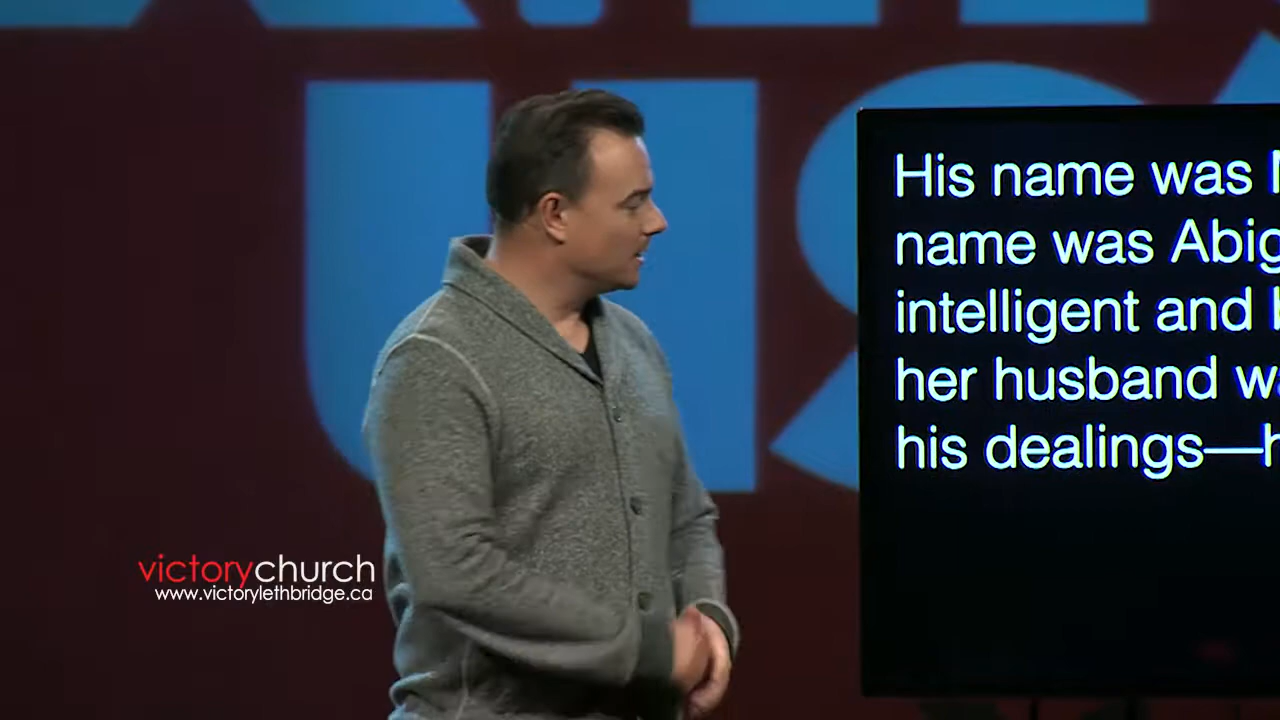 His name was
name was Abig
intelligent and
her husband wa
his dealings—h
victorychurch
www.victorylethbridge.ca